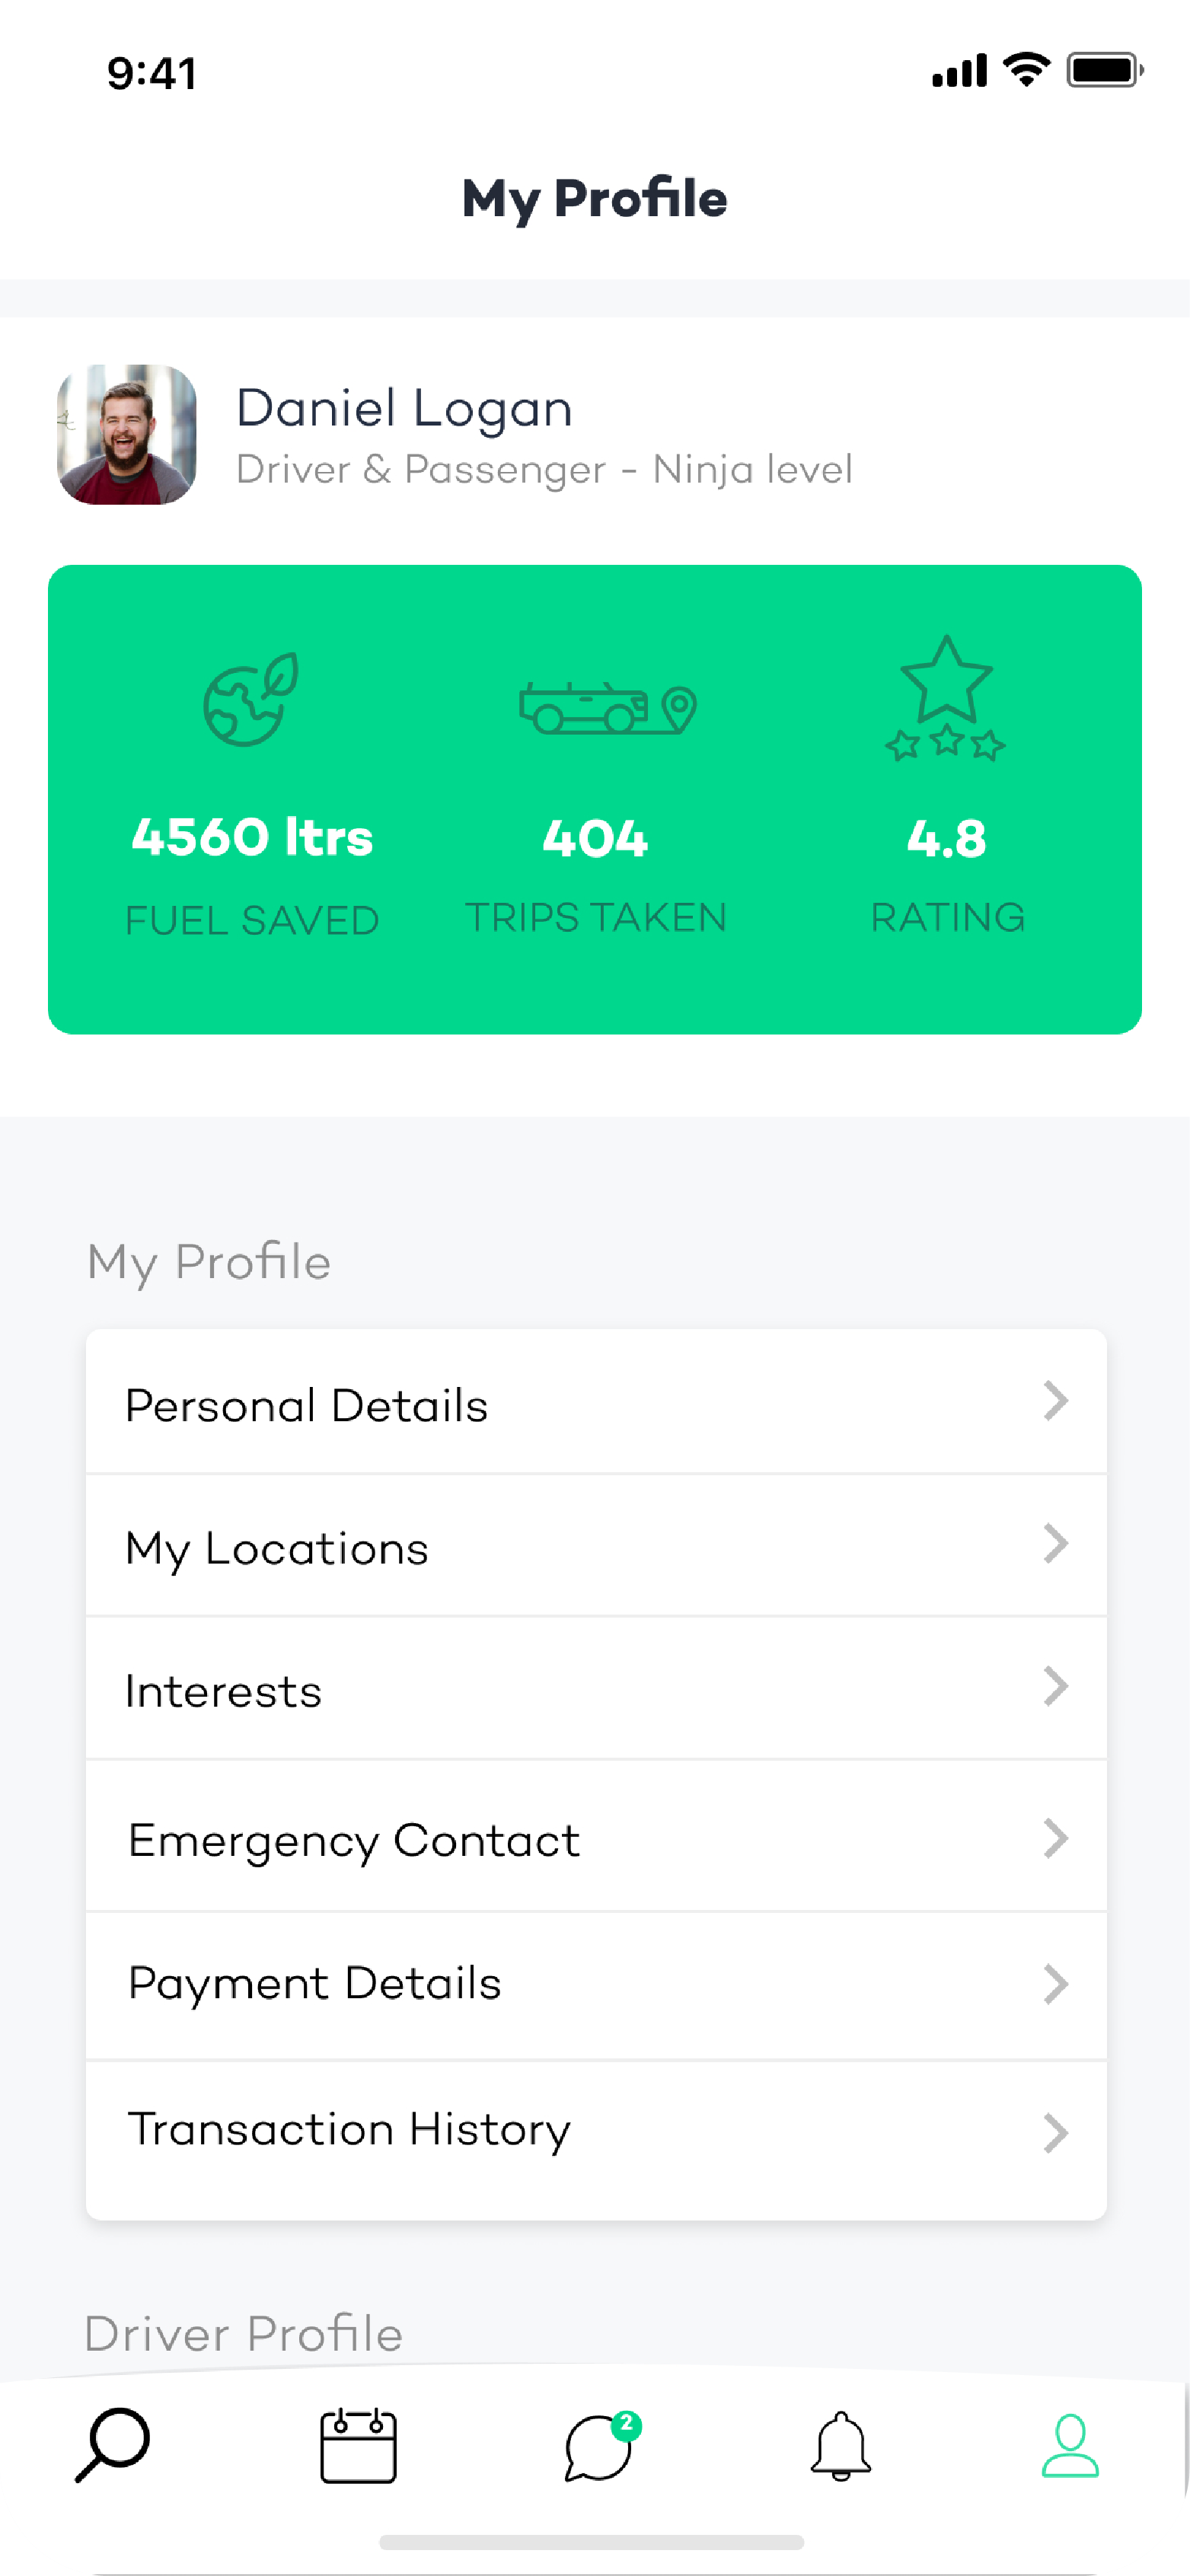 9:41
My Profile
Daniel Logan
Driver & Passenger - Ninja level
4560 ltrs
404
4.8
FUEL SAVED
TRIPS TAKEN
RATING
My Profile
Personal Details
My Locations
Interests
Emergency Contact
Payment Details
Transaction History
Driver Profile
2